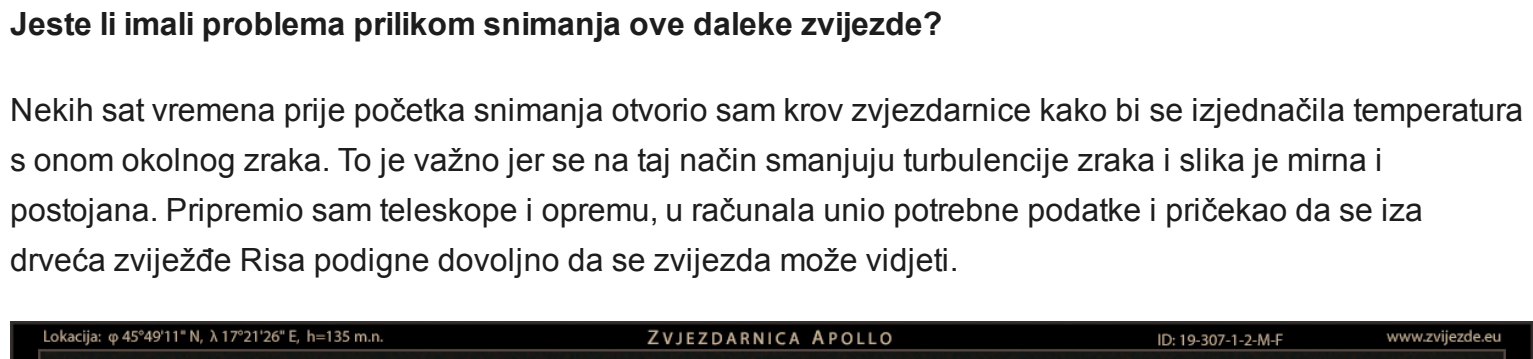 Jeste li imali problema prilikom snimanja ove daleke zvijezde?
Nekih sat vremena prije početka snimanja otvorio sam krov zvjezdarnice kako bi se izjednačila temperatura
s onom okolnog zraka. To je važno jer se na taj način smanjuju turbulencije zraka i slika je mirna i
postojana. Pripremio sam teleskope i opremu, u računala unio potrebne podatke i pričekao da se iza
drveća zviježđe Risa podigne dovoljno da se zvijezda može vidjeti.
Lokacija: φ 45°49'11" N, λ 17°21'26" E, h=135 m.n. ZVJEZDARNICA APOLLO ID: 19-307-1-2-M-F www.zvijezde.eu